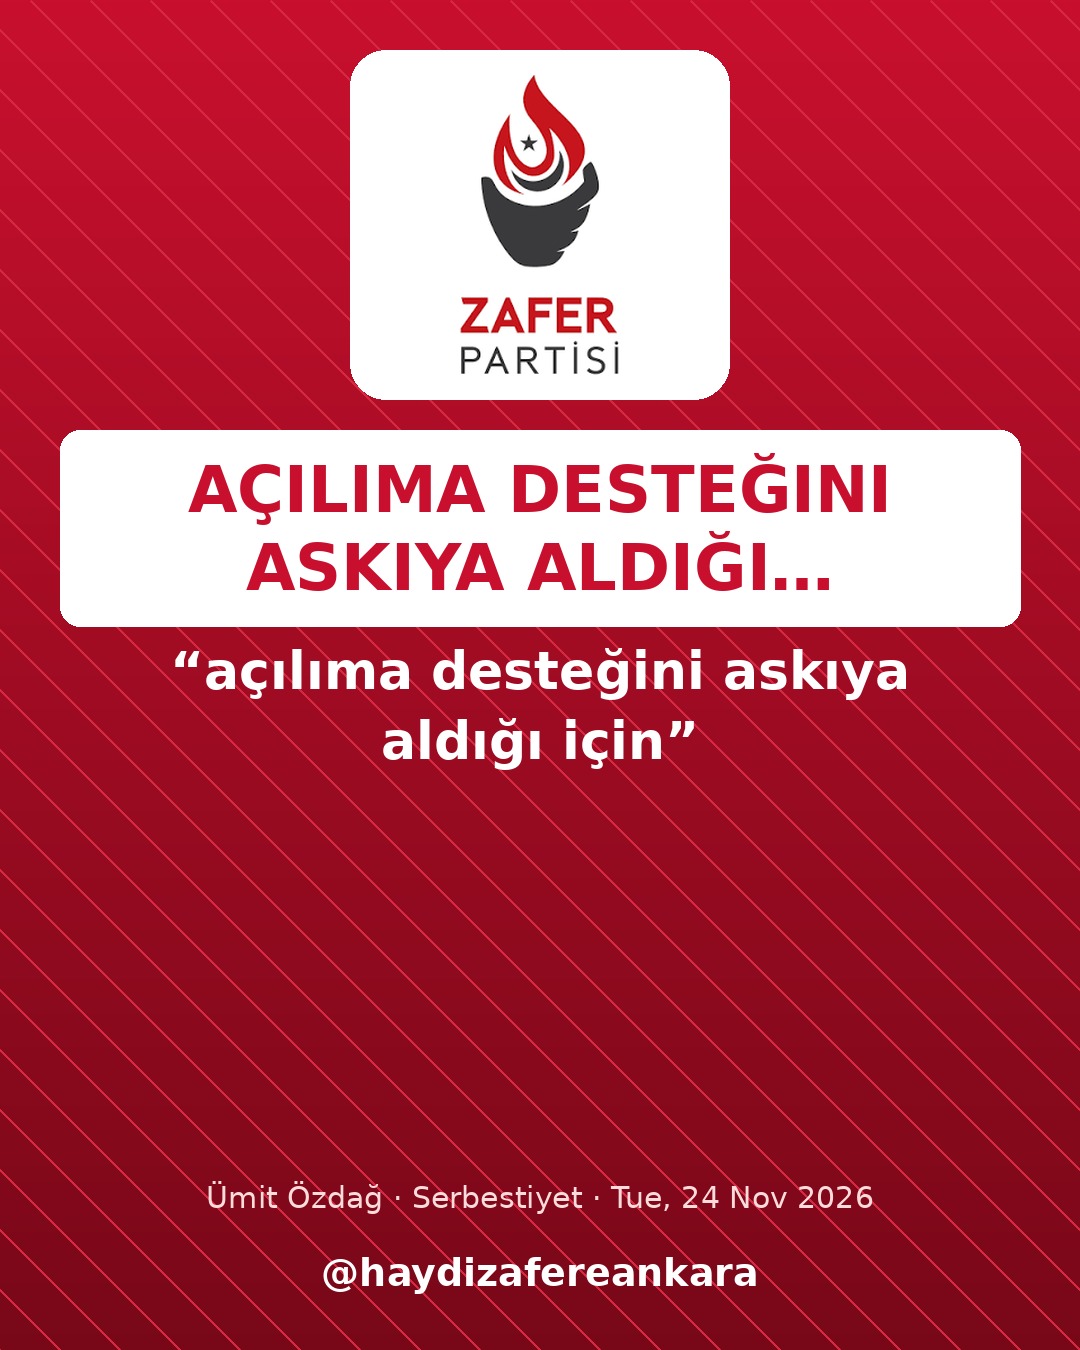 ZAFER
PARTİSİ
AÇILIMA DESTEĞINI
ASKIYA ALDIĞI…
“açılıma desteğini askıya
aldığı için”
Ümit Özdağ · Serbestiyet · Tue, 24 Nov 2026
@haydizafereankara